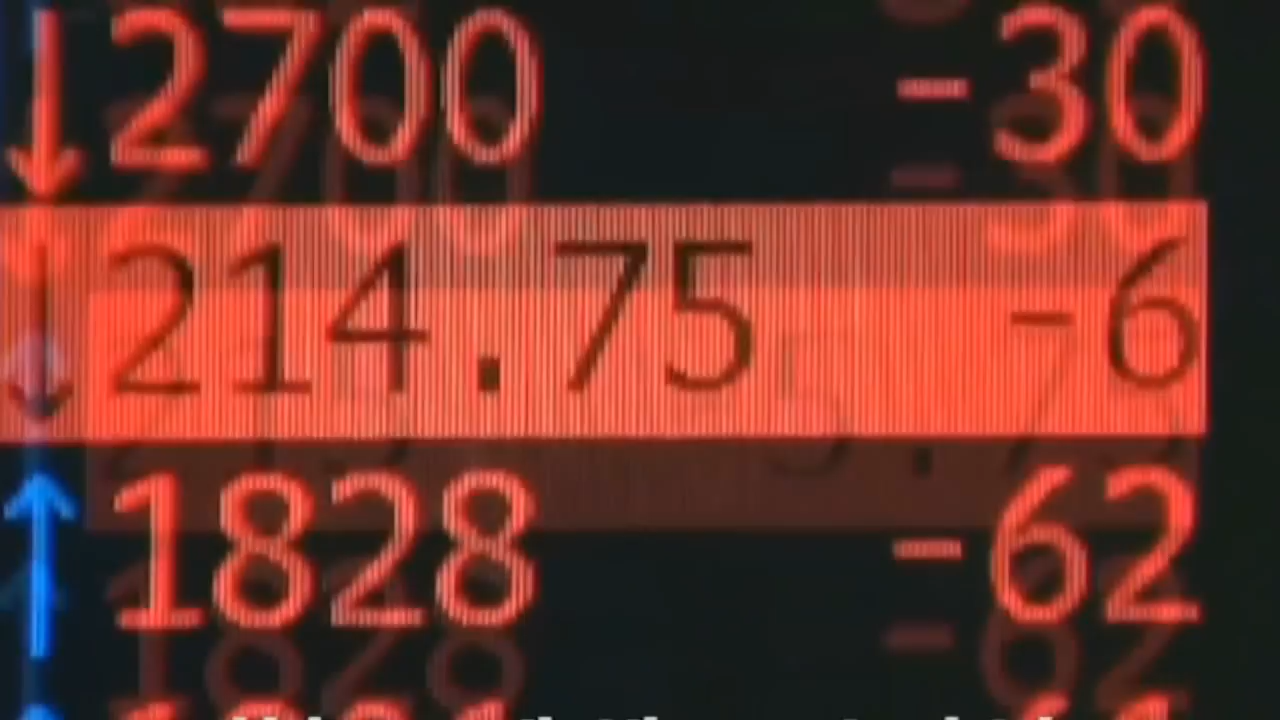 ↓ 2700 -30
↓ 214.75 -6
↑ 1828 -62